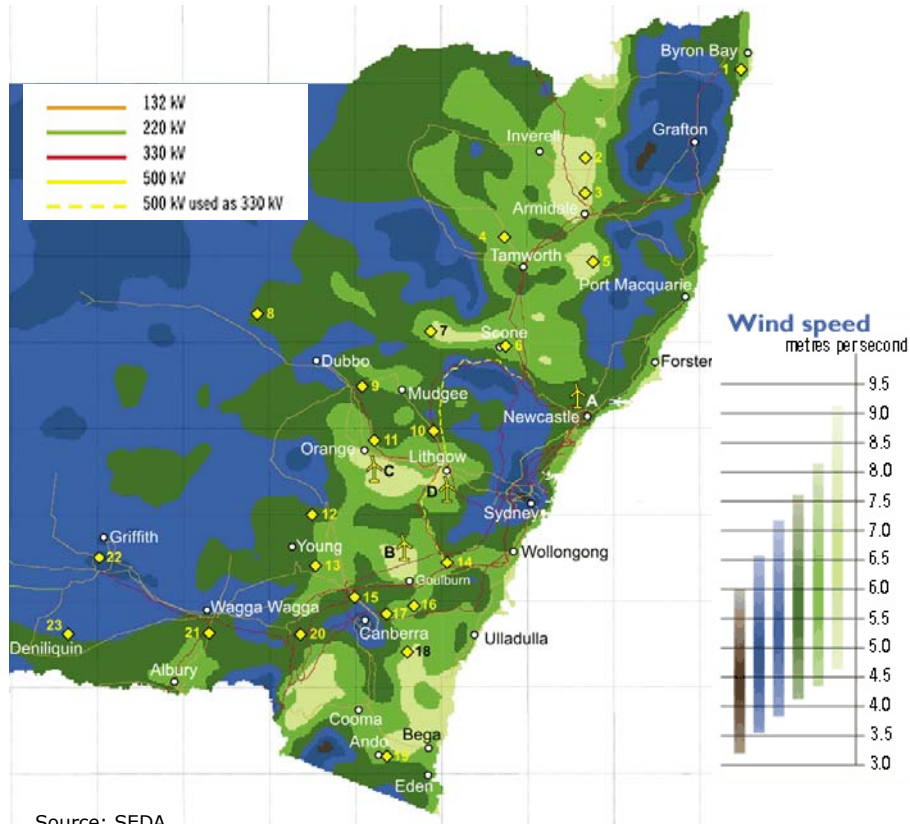 Byron Bay
1
132 kV
220 kV
330 kV
500 kV
500 kV used as 330 kV
Grafton
Inverell
2
3
Armidale
4
Tamworth
5
Port Macquarie
8
7
Scone
6
Dubbo
Forster
9
Mudgee
A
Newcastle
10
11
Orange
Lithgow
C
D
Sydney
12
Griffith
Young
B
Wollongong
22
13
14
Goulburn
15
16
17
Wagga Wagga
Canberra
Ulladulla
23
21
20
Deniliquin
18
Albury
Cooma
Ando
Bega
19
Eden
Wind speed
metres per second
9.5
9.0
8.5
8.0
7.5
7.0
6.5
6.0
5.5
5.0
4.5
4.0
3.5
3.0
Source: SEDA